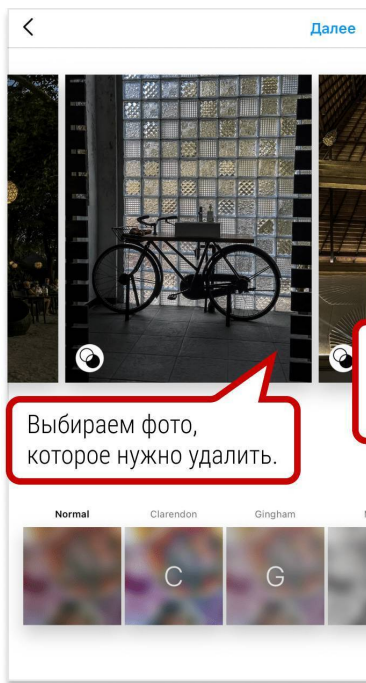 Далее
Выбираем фото,
которое нужно удалить.
Normal Clarendon Gingham
C G